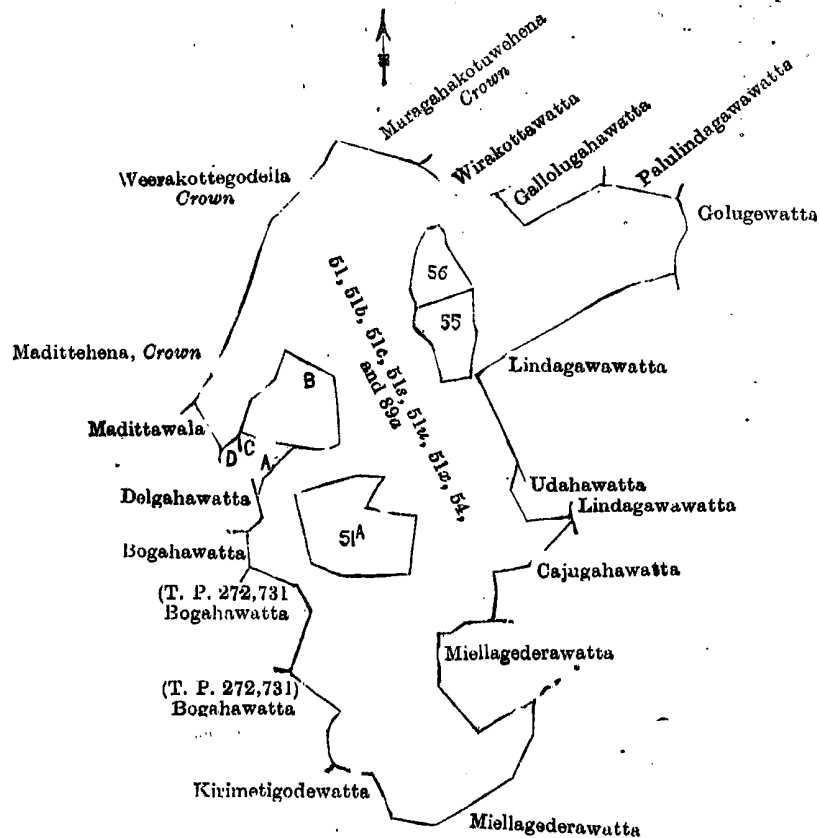 Muragahakotuwehena
Crown
Wirakottawatta
Gallolugahawatta
Palulindagawawatta
Weerakottegodella
Crown
Golugewatta
56
55
51, 51b, 51c, 51s, 51u, 51x, 54,
and 89a
Madittehena, Crown
Lindagawawatta
B
Madittawala
D
C
A
Delgahawatta
Udahawatta
Lindagawawatta
51A
Bogahawatta
Cajugahawatta
(T. P. 272,731
Bogahawatta
Miellagederawatta
(T. P. 272,731)
Bogahawatta
Kirimetigodewatta
Miellagederawatta